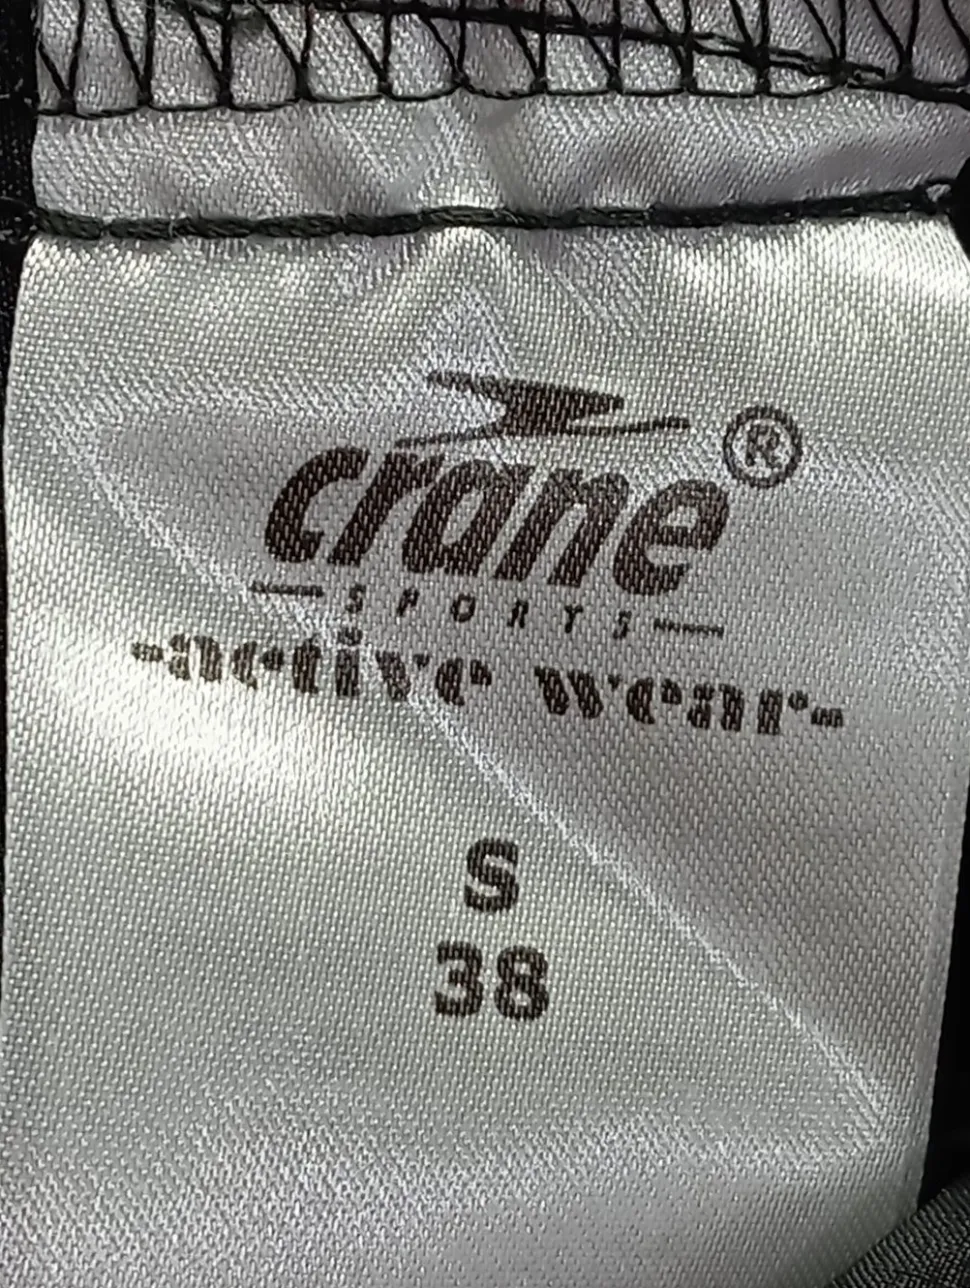 crane®
SPORTS
-active wear-
S
38